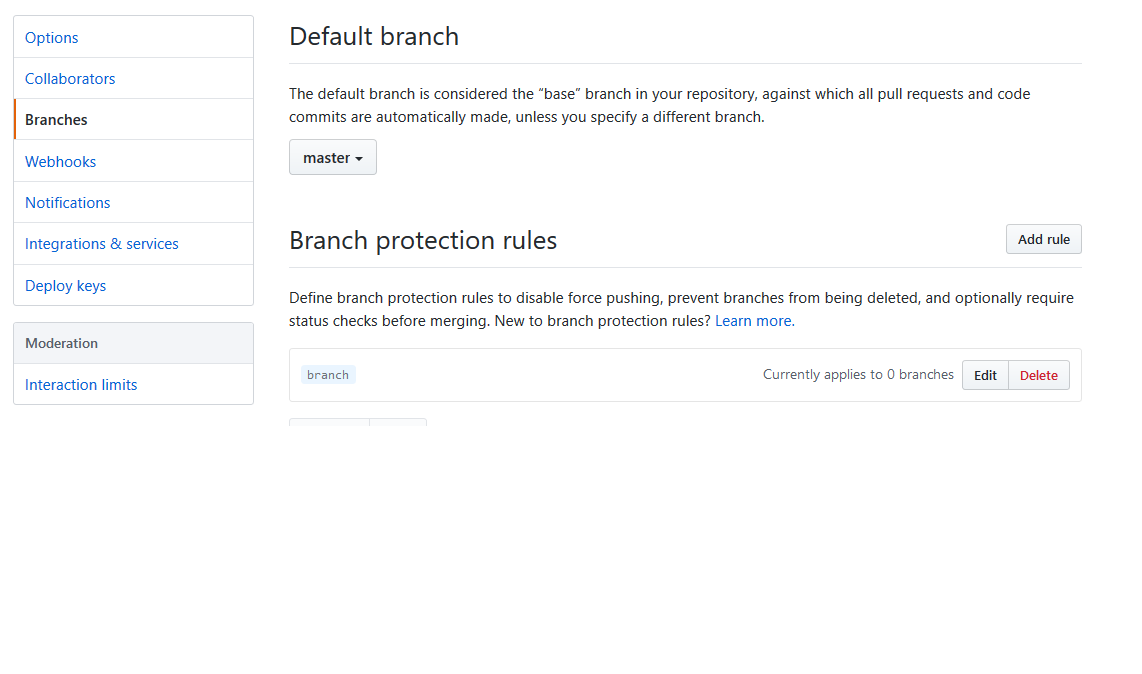 Options
Collaborators
Branches
Webhooks
Notifications
Integrations & services
Deploy keys
Moderation
Interaction limits
Default branch
The default branch is considered the “base” branch in your repository, against which all pull requests and code
commits are automatically made, unless you specify a different branch.
master
Branch protection rules
Add rule
Define branch protection rules to disable force pushing, prevent branches from being deleted, and optionally require
status checks before merging. New to branch protection rules? Learn more.
branch
Currently applies to 0 branches
Edit
Delete